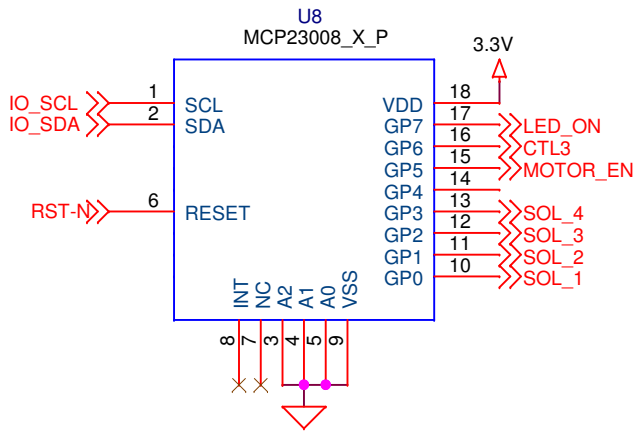 U8
MCP23008_X_P
3.3V
IO_SCL 1 SCL
IO_SDA 2 SDA
RST-N 6 RESET
VDD 18
GP7 17 LED_ON
GP6 16 CTL3
GP5 15 MOTOR_EN
GP4 14
GP3 13 SOL_4
GP2 12 SOL_3
GP1 11 SOL_2
GP0 10 SOL_1
INT NC A2 A1 A0 VSS
8 7 3 4 5 9